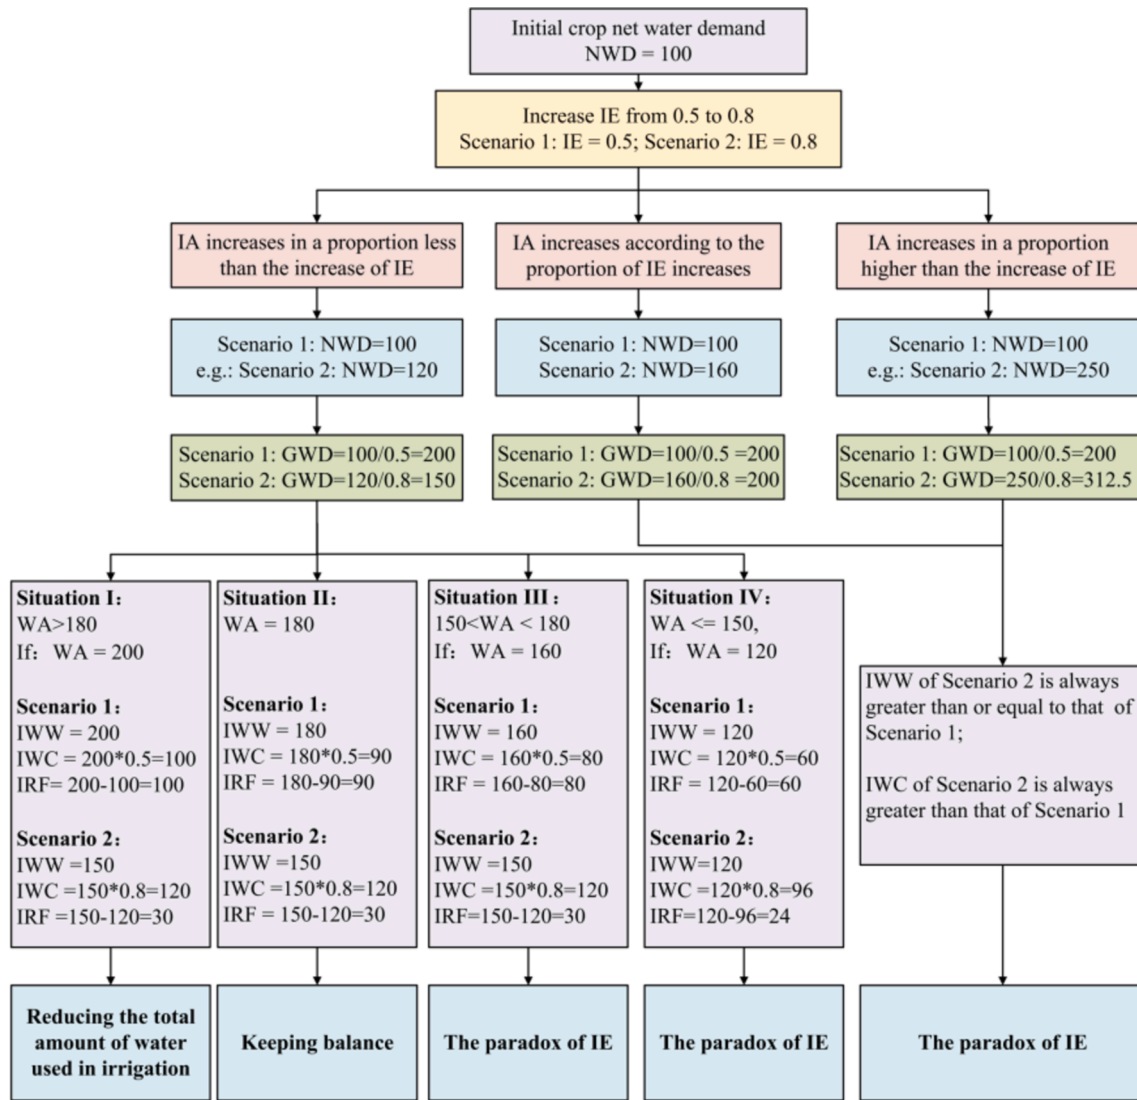 Initial crop net water demand
NWD = 100
Increase IE from 0.5 to 0.8
Scenario 1: IE = 0.5; Scenario 2: IE = 0.8
IA increases in a proportion less
than the increase of IE
IA increases according to the
proportion of IE increases
IA increases in a proportion
higher than the increase of IE
Scenario 1: NWD=100
e.g.: Scenario 2: NWD=120
Scenario 1: NWD=100
Scenario 2: NWD=160
Scenario 1: NWD=100
e.g.: Scenario 2: NWD=250
Scenario 1: GWD=100/0.5=200
Scenario 2: GWD=120/0.8=150
Scenario 1: GWD=100/0.5 =200
Scenario 2: GWD=160/0.8 =200
Scenario 1: GWD=100/0.5=200
Scenario 2: GWD=250/0.8=312.5
Situation I：
WA>180
If：WA = 200
Scenario 1：
IWW = 200
IWC = 200*0.5=100
IRF= 200-100=100
Scenario 2：
IWW =150
IWC =150*0.8=120
IRF =150-120=30
Situation II：
WA = 180
Scenario 1：
IWW = 180
IWC = 180*0.5=90
IRF = 180-90=90
Scenario 2：
IWW =150
IWC =150*0.8=120
IRF = 150-120=30
Situation III：
150<WA < 180
If：WA = 160
Scenario 1：
IWW = 160
IWC = 160*0.5=80
IRF = 160-80=80
Scenario 2：
IWW =150
IWC =150*0.8=120
IRF=150-120=30
Situation IV：
WA <= 150,
If：WA = 120
Scenario 1：
IWW = 120
IWC = 120*0.5=60
IRF = 120-60=60
Scenario 2：
IWW=120
IWC =120*0.8=96
IRF=120-96=24
IWW of Scenario 2 is always
greater than or equal to that of
Scenario 1;
IWC of Scenario 2 is always
greater than that of Scenario 1
Reducing the total
amount of water
used in irrigation
Keeping balance
The paradox of IE
The paradox of IE
The paradox of IE